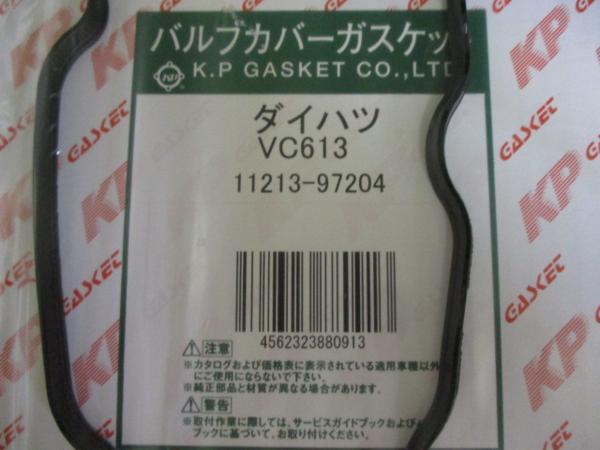 バルブカバーガスケッ
K.P GASKET CO.,LTD
ダイハツ
VC613
11213-97204
4562323880913
注意
※カタログおよび価格表に表示されている適用車種以外
にご使用にならないで下さい。
※純正部品と材質が異なる場合があります。
警告
※取付作業に際しては、サービスガイドブックおよび
ブックに基づいて、お取り付けください。
KP GASKET
KP GASKET
KP GASKET
KP GASKET
KP GASKET